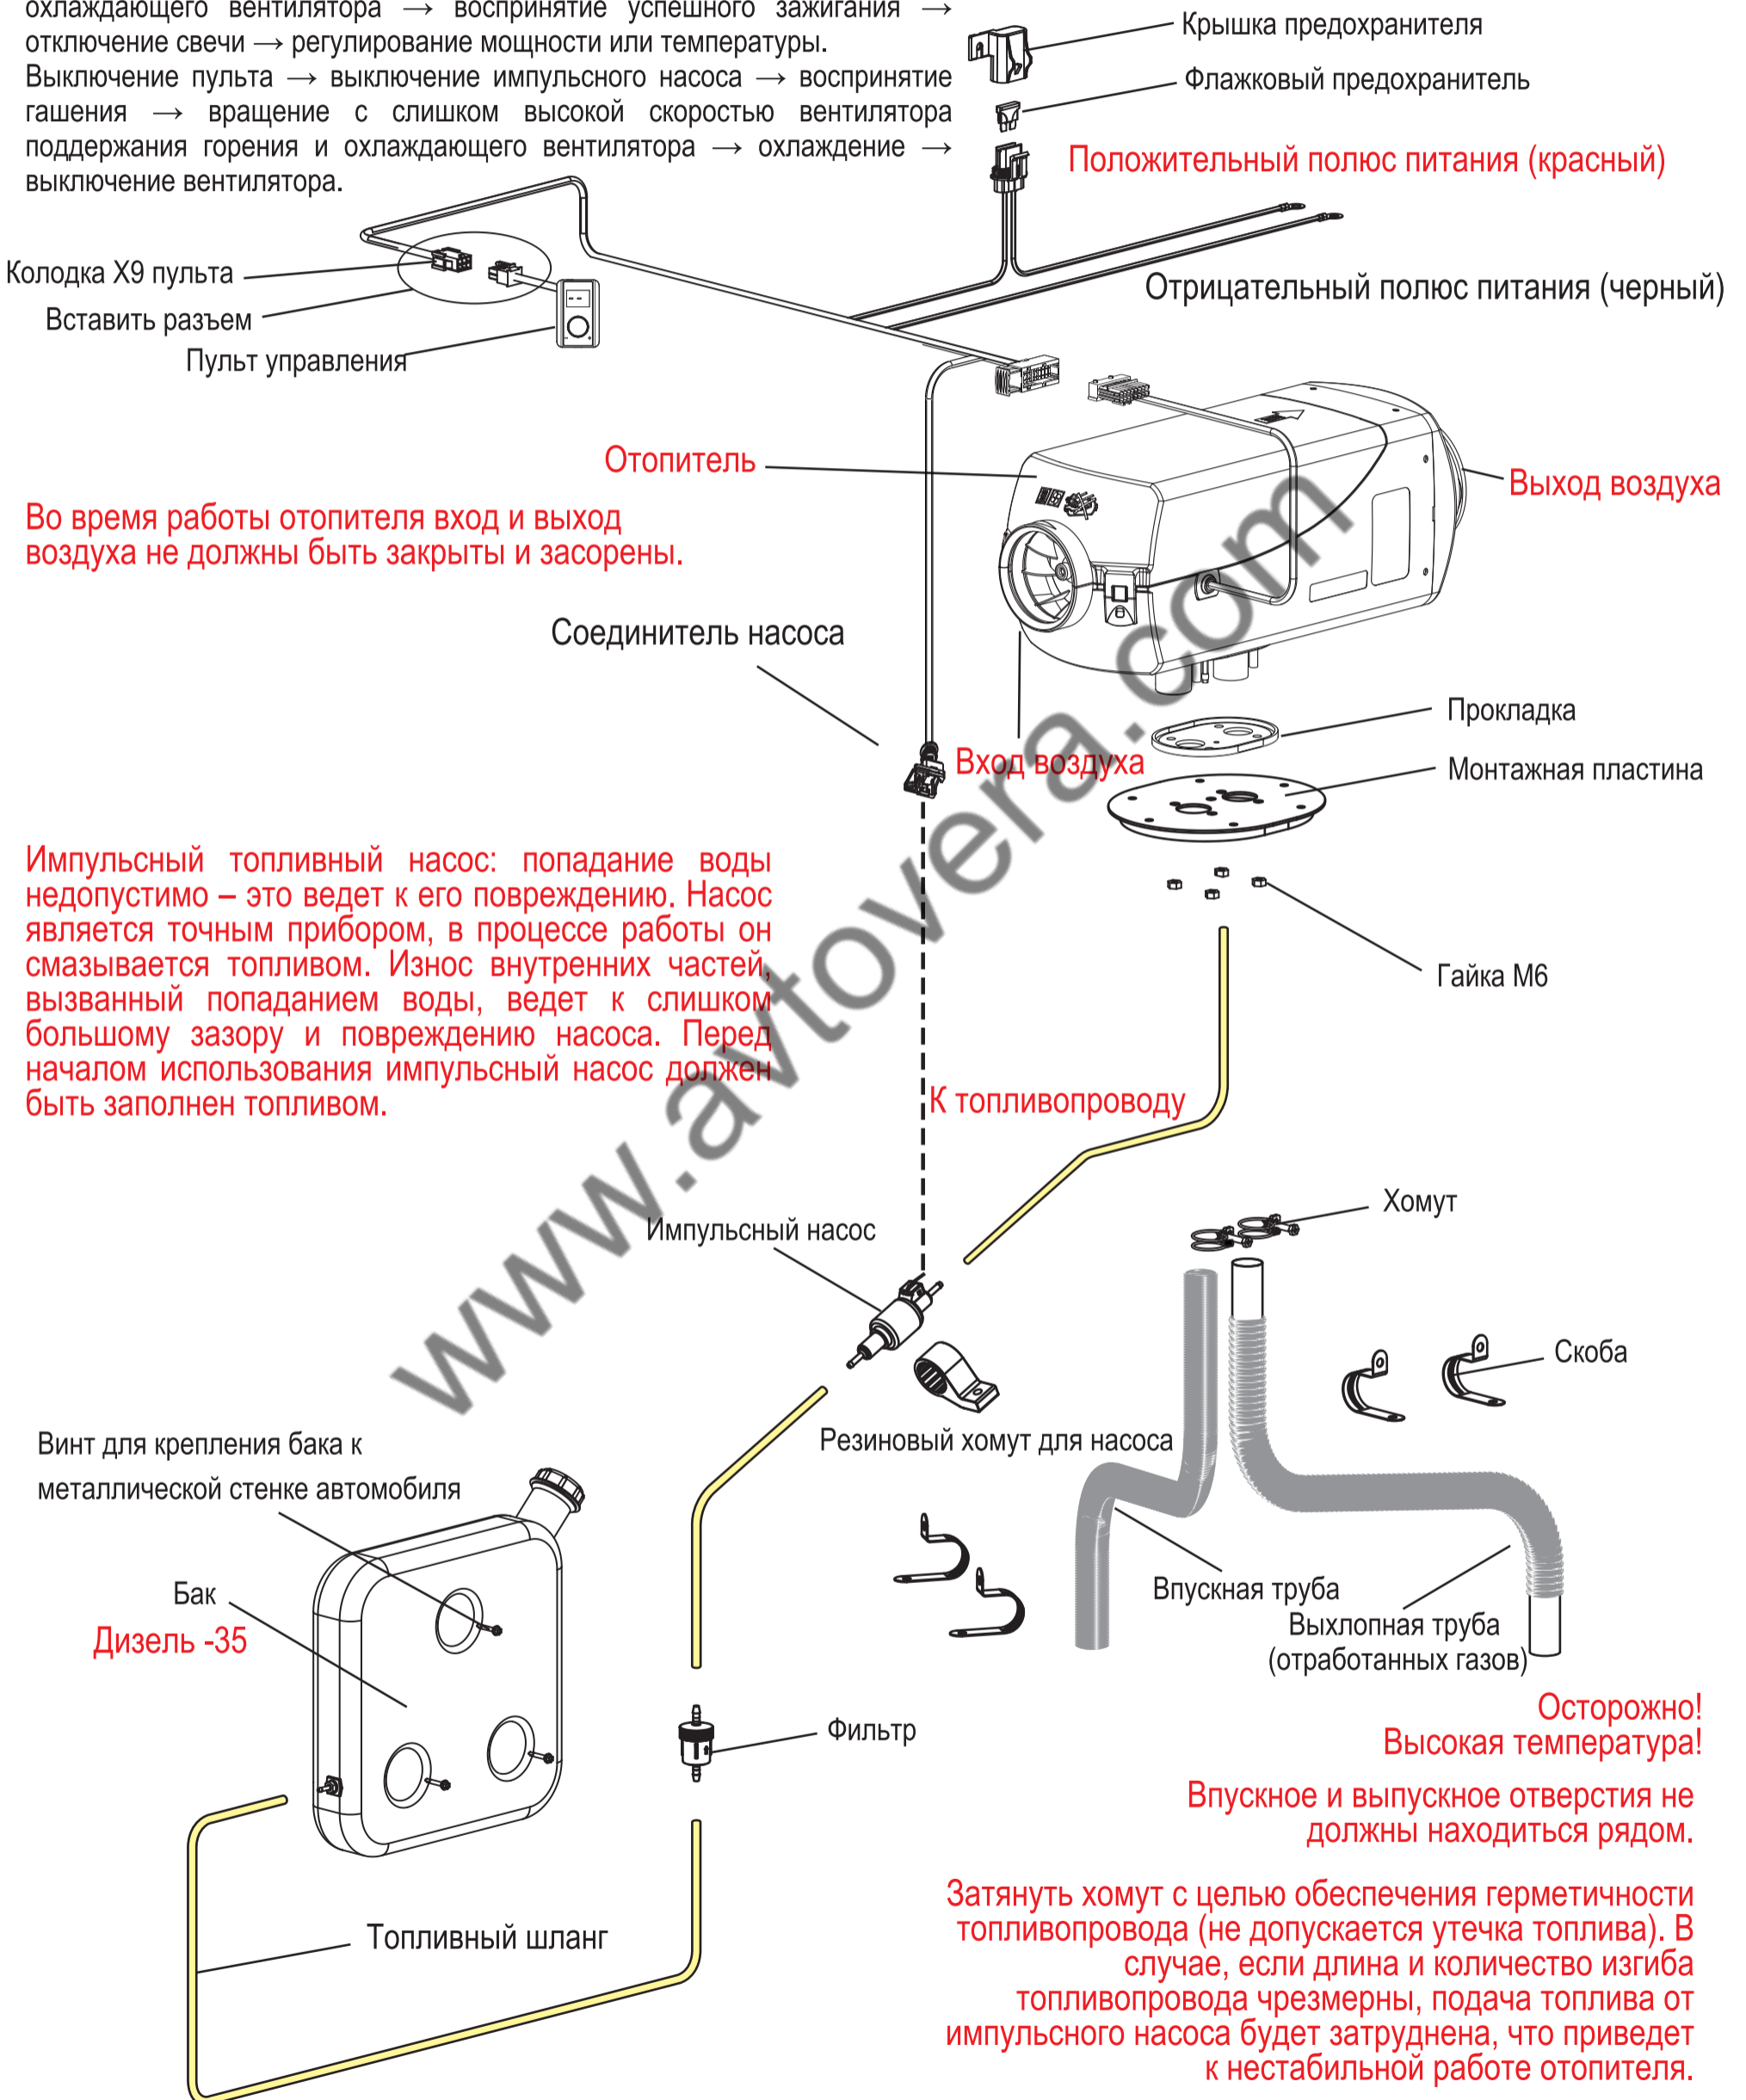 охлаждающего вентилятора → воспринятие успешного зажигания →
отключение свечи → регулирование мощности или температуры.
Выключение пульта → выключение импульсного насоса → воспринятие
гашения → вращение с слишком высокой скоростью вентилятора
поддержания горения и охлаждающего вентилятора → охлаждение →
выключение вентилятора.
Крышка предохранителя
Флажковый предохранитель
Положительный полюс питания (красный)
Колодка X9 пульта
Вставить разъем
Пульт управления
Отрицательный полюс питания (черный)
Отопитель
Выход воздуха
Во время работы отопителя вход и выход
воздуха не должны быть закрыты и засорены.
Соединитель насоса
Вход воздуха
Прокладка
Монтажная пластина
Импульсный топливный насос: попадание воды
недопустимо – это ведет к его повреждению. Насос
является точным прибором, в процессе работы он
смазывается топливом. Износ внутренних частей,
вызванный попаданием воды, ведет к слишком
большому зазору и повреждению насоса. Перед
началом использования импульсный насос должен
быть заполнен топливом.
Гайка М6
К топливопроводу
Импульсный насос
Хомут
Скоба
Резиновый хомут для насоса
Винт для крепления бака к
металлической стенке автомобиля
Бак
Дизель -35
Впускная труба
Выхлопная труба
(отработанных газов)
Фильтр
Осторожно!
Высокая температура!
Впускное и выпускное отверстия не
должны находиться рядом.
Топливный шланг
Затянуть хомут с целью обеспечения герметичности
топливопровода (не допускается утечка топлива). В
случае, если длина и количество изгиба
топливопровода чрезмерны, подача топлива от
импульсного насоса будет затруднена, что приведет
к нестабильной работе отопителя.
www.avtovera.com